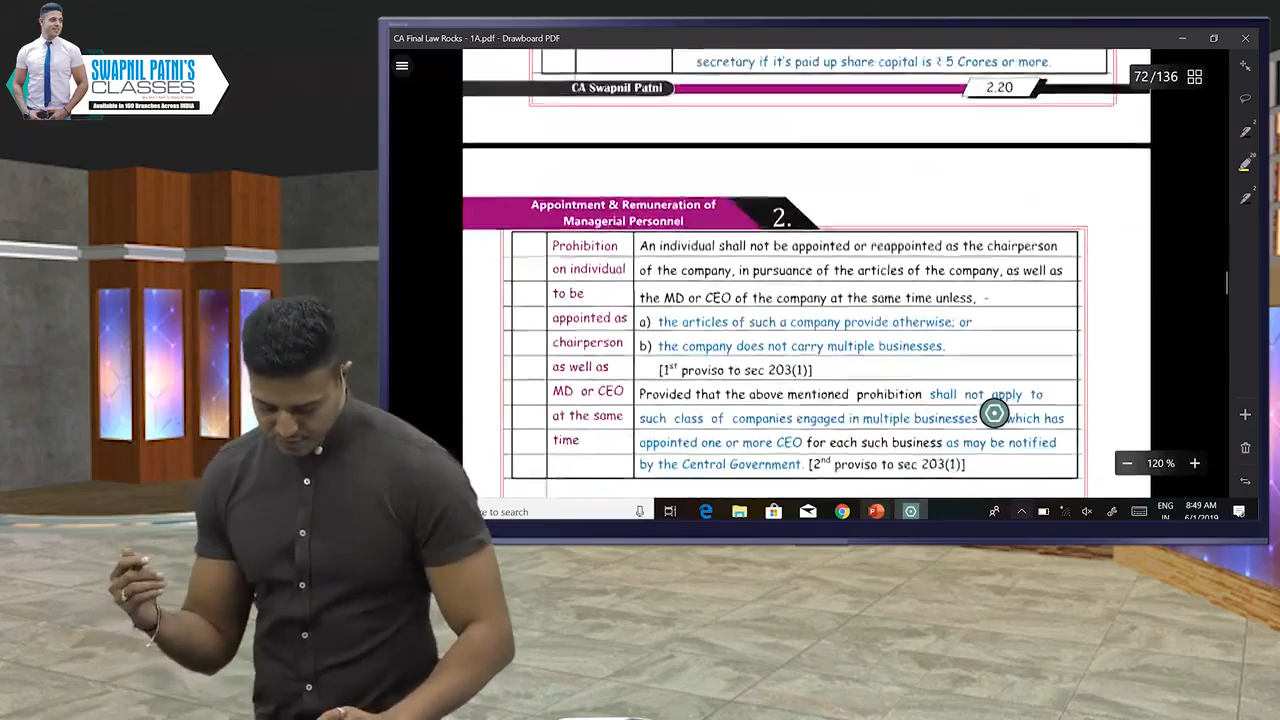 SWAPNIL PATNI'S
CLASSES
Available in 160 Branches Across INDIA
CA Final Law Rocks - 1A.pdf - Drawboard PDF
secretary if it's paid up share capital is ₹ 5 Crores or more.
CA Swapnil Patni
2.20
72/136
Appointment & Remuneration of
Managerial Personnel
2.
Prohibition
on individual
to be
appointed as
chairperson
as well as
MD or CEO
at the same
time
An individual shall not be appointed or reappointed as the chairperson
of the company, in pursuance of the articles of the company, as well as
the MD or CEO of the company at the same time unless, -
a) the articles of such a company provide otherwise; or
b) the company does not carry multiple businesses.
[1st proviso to sec 203(1)]
Provided that the above mentioned prohibition shall not apply to
such class of companies engaged in multiple businesses which has
appointed one or more CEO for each such business as may be notified
by the Central Government. [2nd proviso to sec 203(1)]
120 %
to search
ENG
IN
8:49 AM
6/1/2019